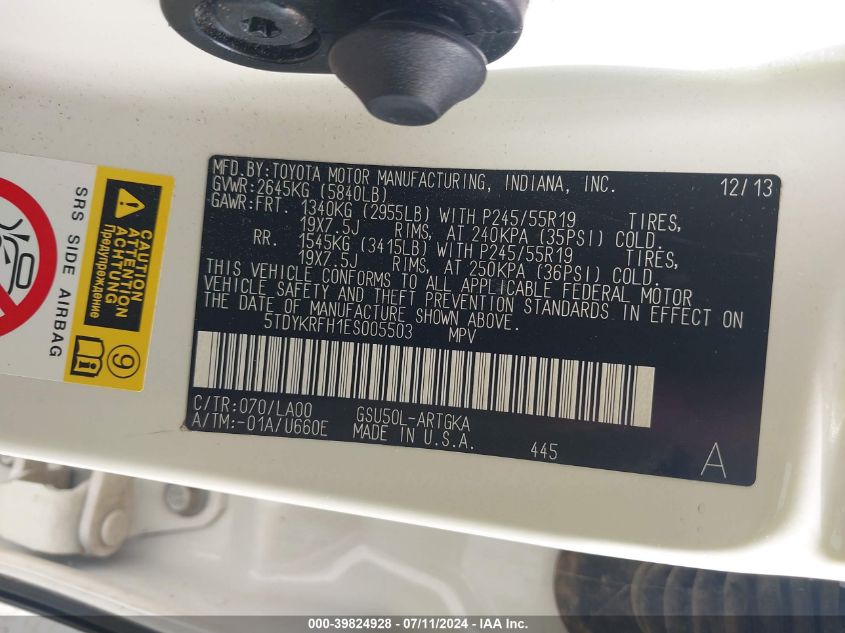 MFD.BY:TOYOTA MOTOR MANUFACTURING, INDIANA, INC. 12/13
GVWR:2645KG (5840LB)
GAWR:FRT. 1340KG (2955LB) WITH P245/55R19 TIRES,
19X7.5J RIMS, AT 240KPA (35PSI) COLD.
RR. 1545KG (3415LB) WITH P245/55R19 TIRES,
19X7.5J RIMS, AT 250KPA (36PSI) COLD.
THIS VEHICLE CONFORMS TO ALL APPLICABLE FEDERAL MOTOR
VEHICLE SAFETY AND THEFT PREVENTION STANDARDS IN EFFECT ON
THE DATE OF MANUFACTURE SHOWN ABOVE.
5TDYKRFH1ES005503 MPV
C/TR:070/LA00 GSU50L-ARTGKA
A/TM:-01A/U660E MADE IN U.S.A. 445
A
SRS SIDE AIRBAG
CAUTION
ATTENTION
ACHTUNG
Предупреждение
9
000-39824928 - 07/11/2024 - IAA Inc.